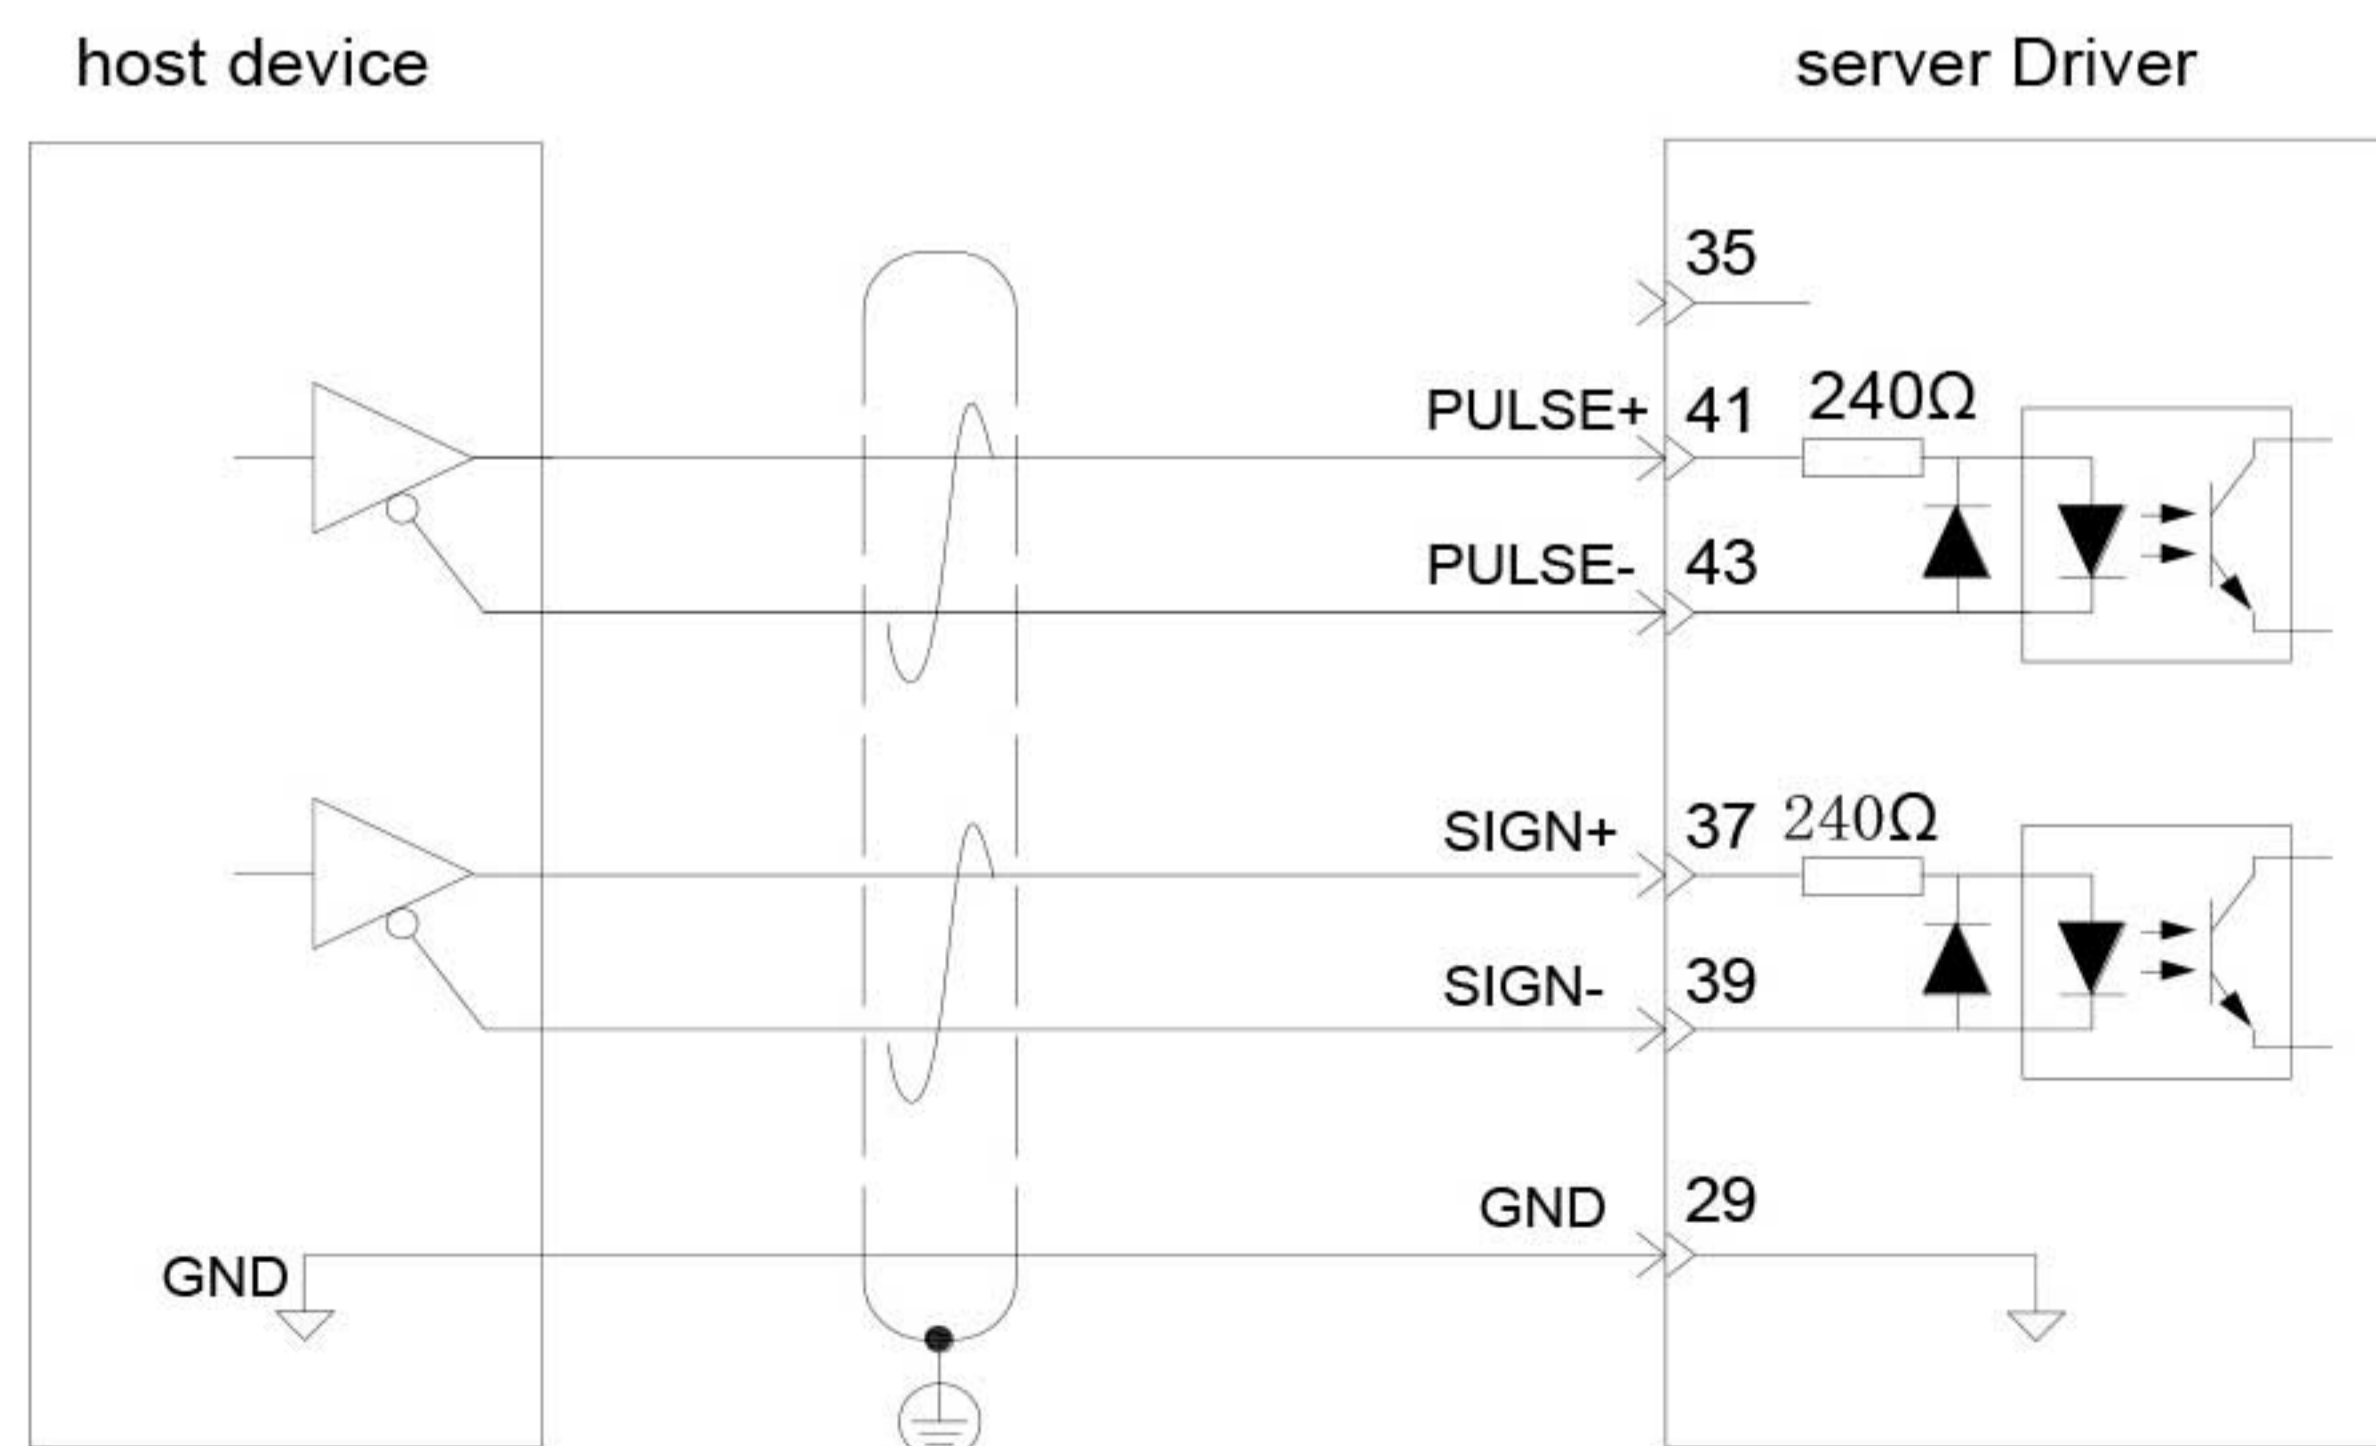 host device
server Driver
35
PULSE+ 41 240Ω
PULSE- 43
SIGN+ 37 240Ω
SIGN- 39
GND 29
GND